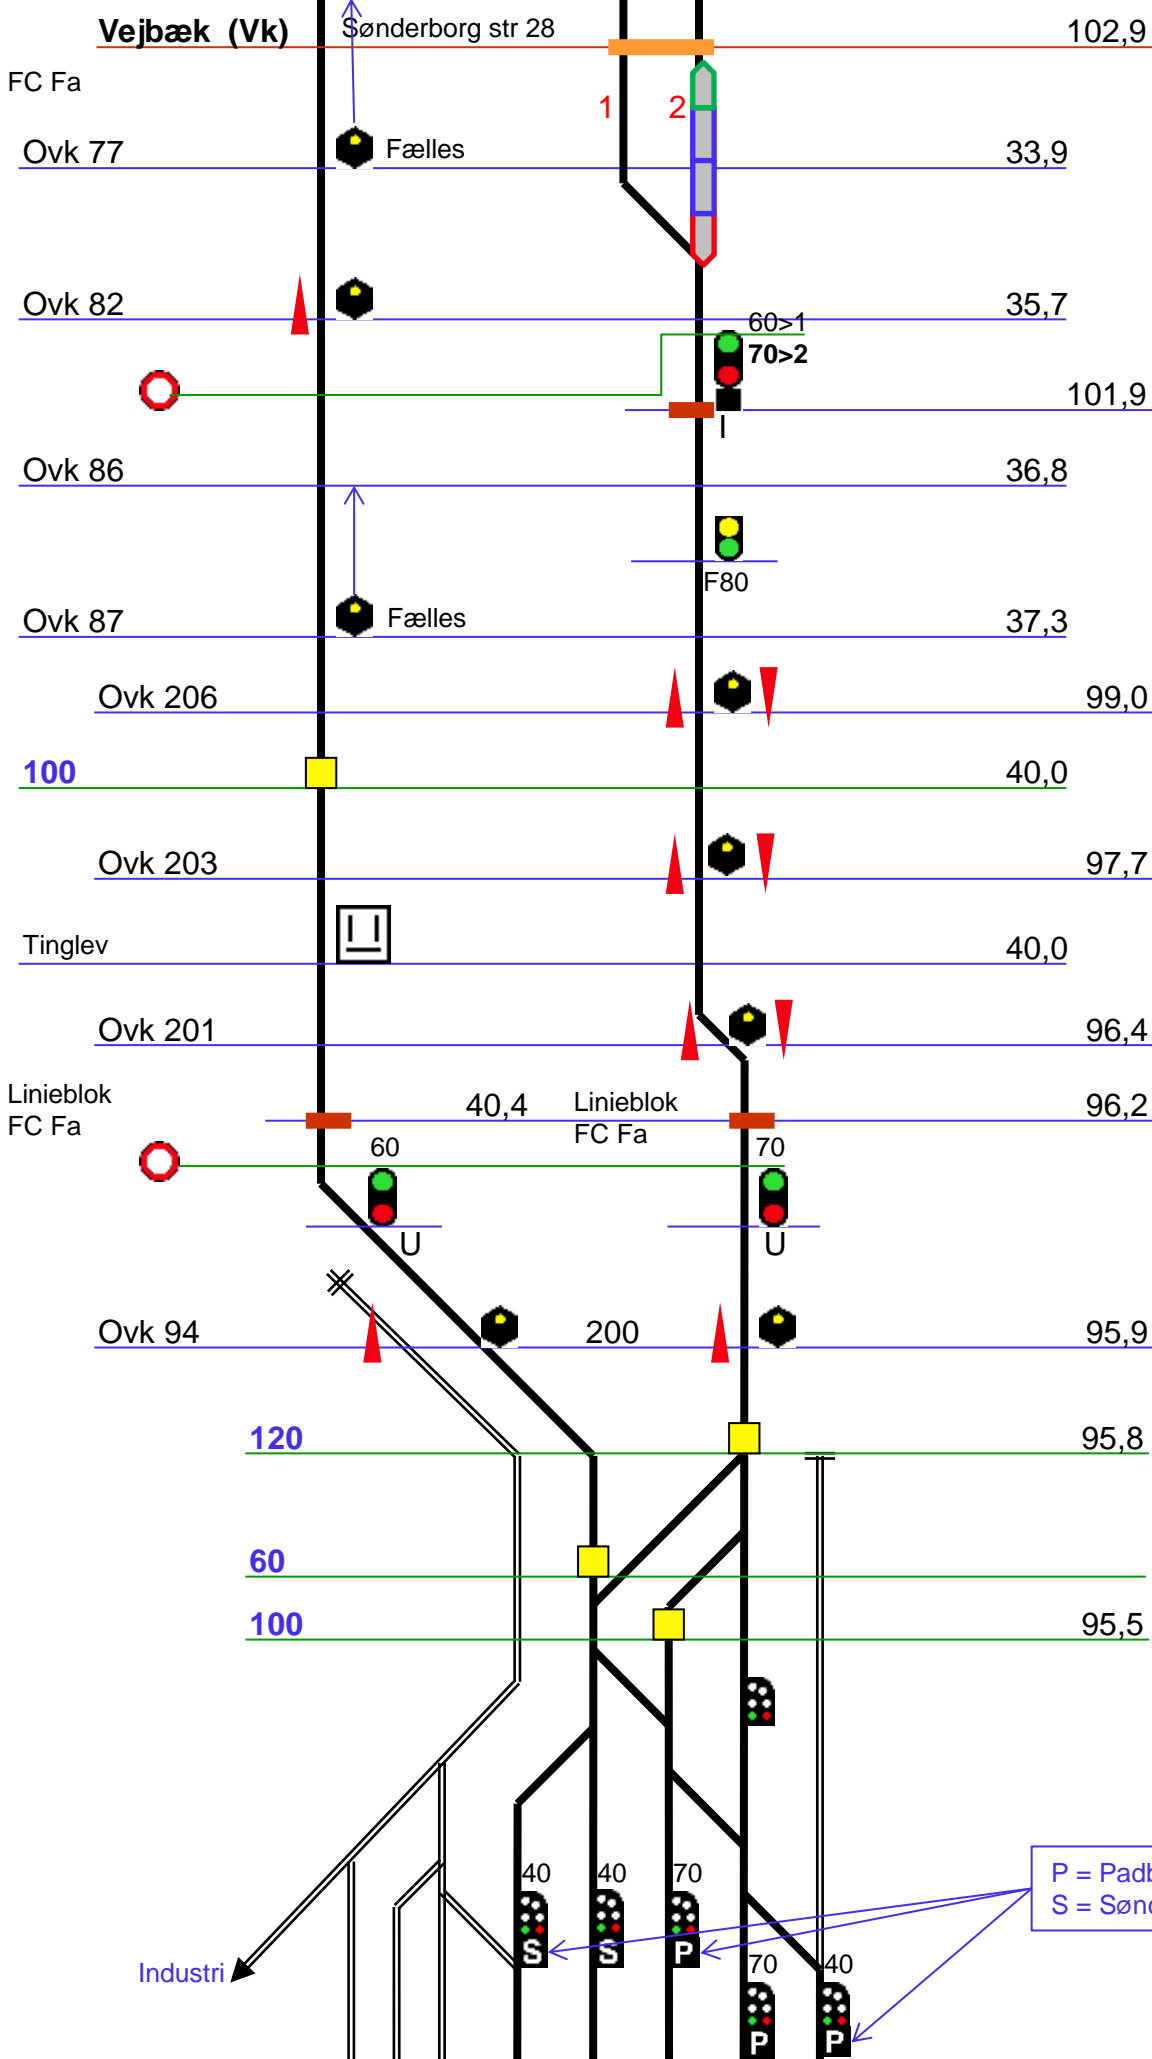 Vejbæk (Vk) Sønderborg str 28 102,9
FC Fa
1 2
Ovk 77 Fælles 33,9
Ovk 82 35,7
60>1
70>2
101,9
I
Ovk 86 36,8
F80
Ovk 87 Fælles 37,3
Ovk 206 99,0
100 40,0
Ovk 203 97,7
Tinglev 40,0
Ovk 201 96,4
Linieblok
FC Fa
40,4 Linieblok
FC Fa
96,2
60 70
U U
Ovk 94 200 95,9
120 95,8
60
100 95,5
40 40 70
S S P
P = Padb
S = Sønd
Industri
70 40
P P